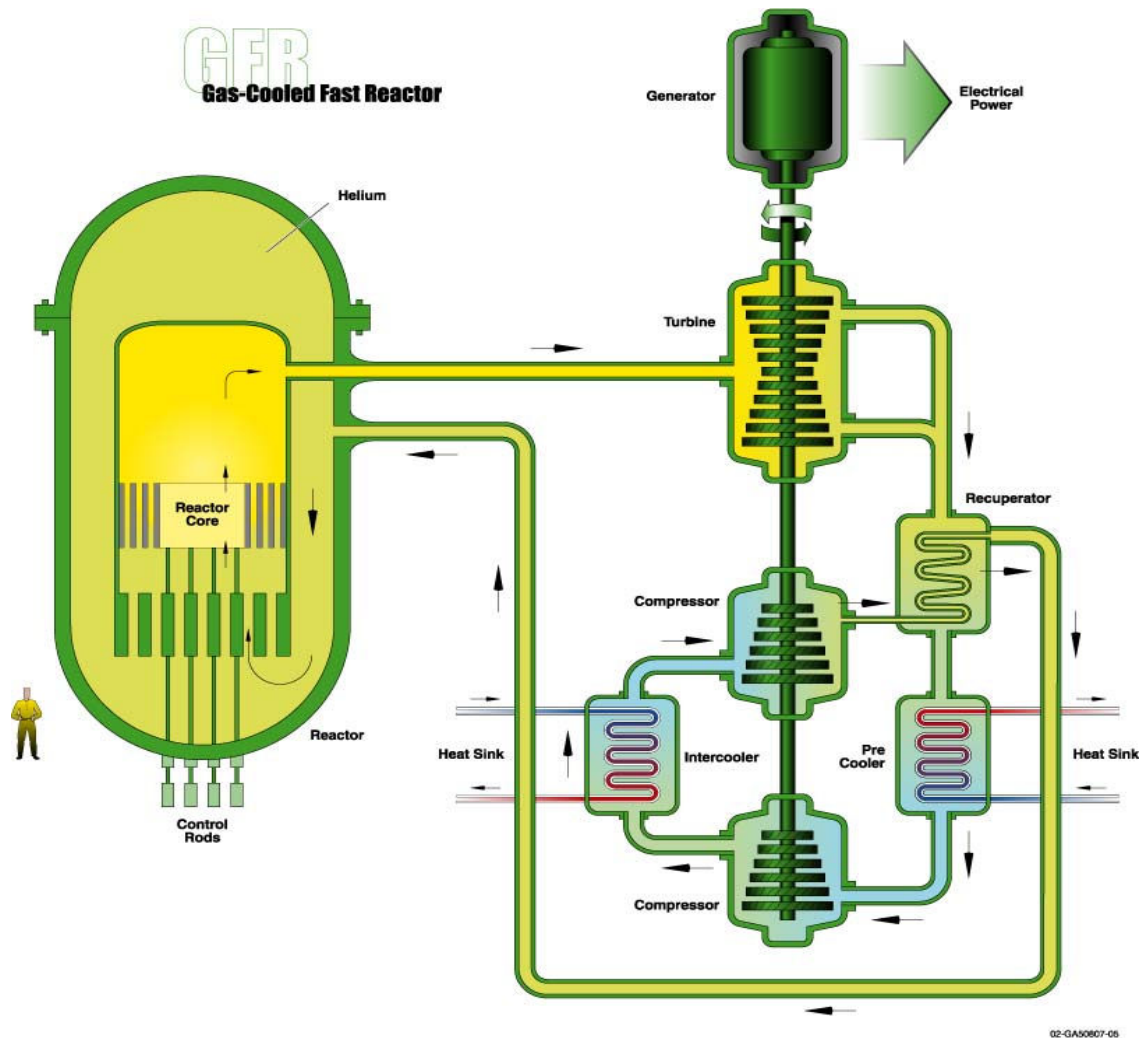 GFR
Gas-Cooled Fast Reactor
Generator
Electrical
Power
Helium
Turbine
Recuperator
Reactor
Core
Compressor
Reactor
Heat Sink
Intercooler
Pre
Cooler
Heat Sink
Control
Rods
Compressor
02-GA50807-05